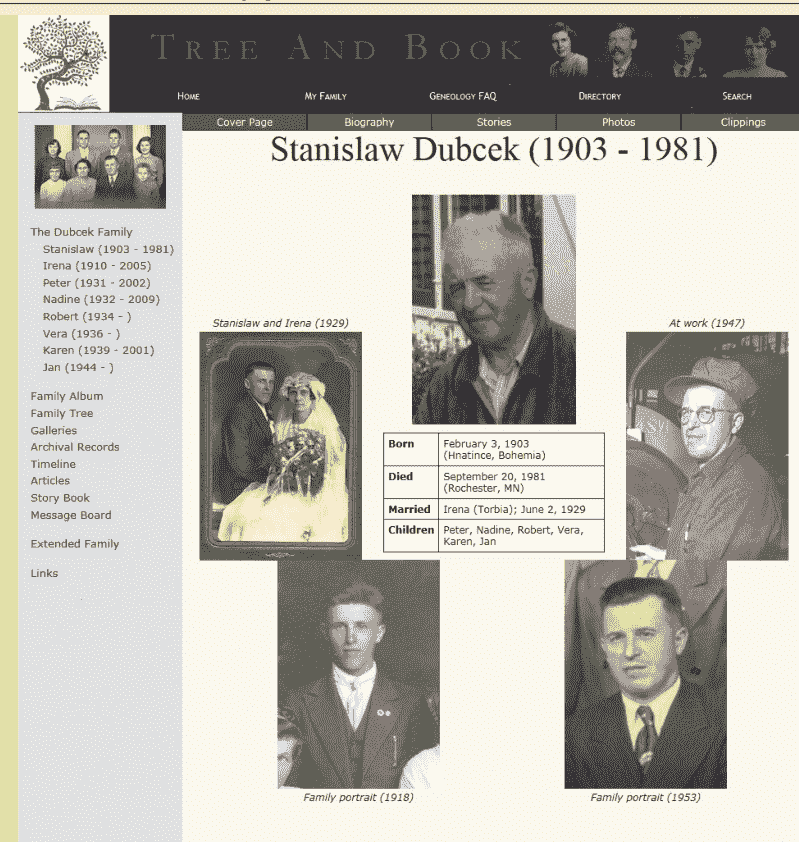 TREE AND BOOK
HOME MY FAMILY GENEOLOGY FAQ DIRECTORY SEARCH
Cover Page Biography Stories Photos Clippings
Stanislaw Dubcek (1903 - 1981)
The Dubcek Family
Stanislaw (1903 - 1981)
Irena (1910 - 2005)
Peter (1931 - 2002)
Nadine (1932 - 2009)
Robert (1934 - )
Vera (1936 - )
Karen (1939 - 2001)
Jan (1944 - )
Family Album
Family Tree
Galleries
Archival Records
Timeline
Articles
Story Book
Message Board
Extended Family
Links
Stanislaw and Irena (1929)
At work (1947)
Born February 3, 1903
(Hnatince, Bohemia)
Died September 20, 1981
(Rochester, MN)
Married Irena (Torbia); June 2, 1929
Children Peter, Nadine, Robert, Vera,
Karen, Jan
Family portrait (1918)
Family portrait (1953)